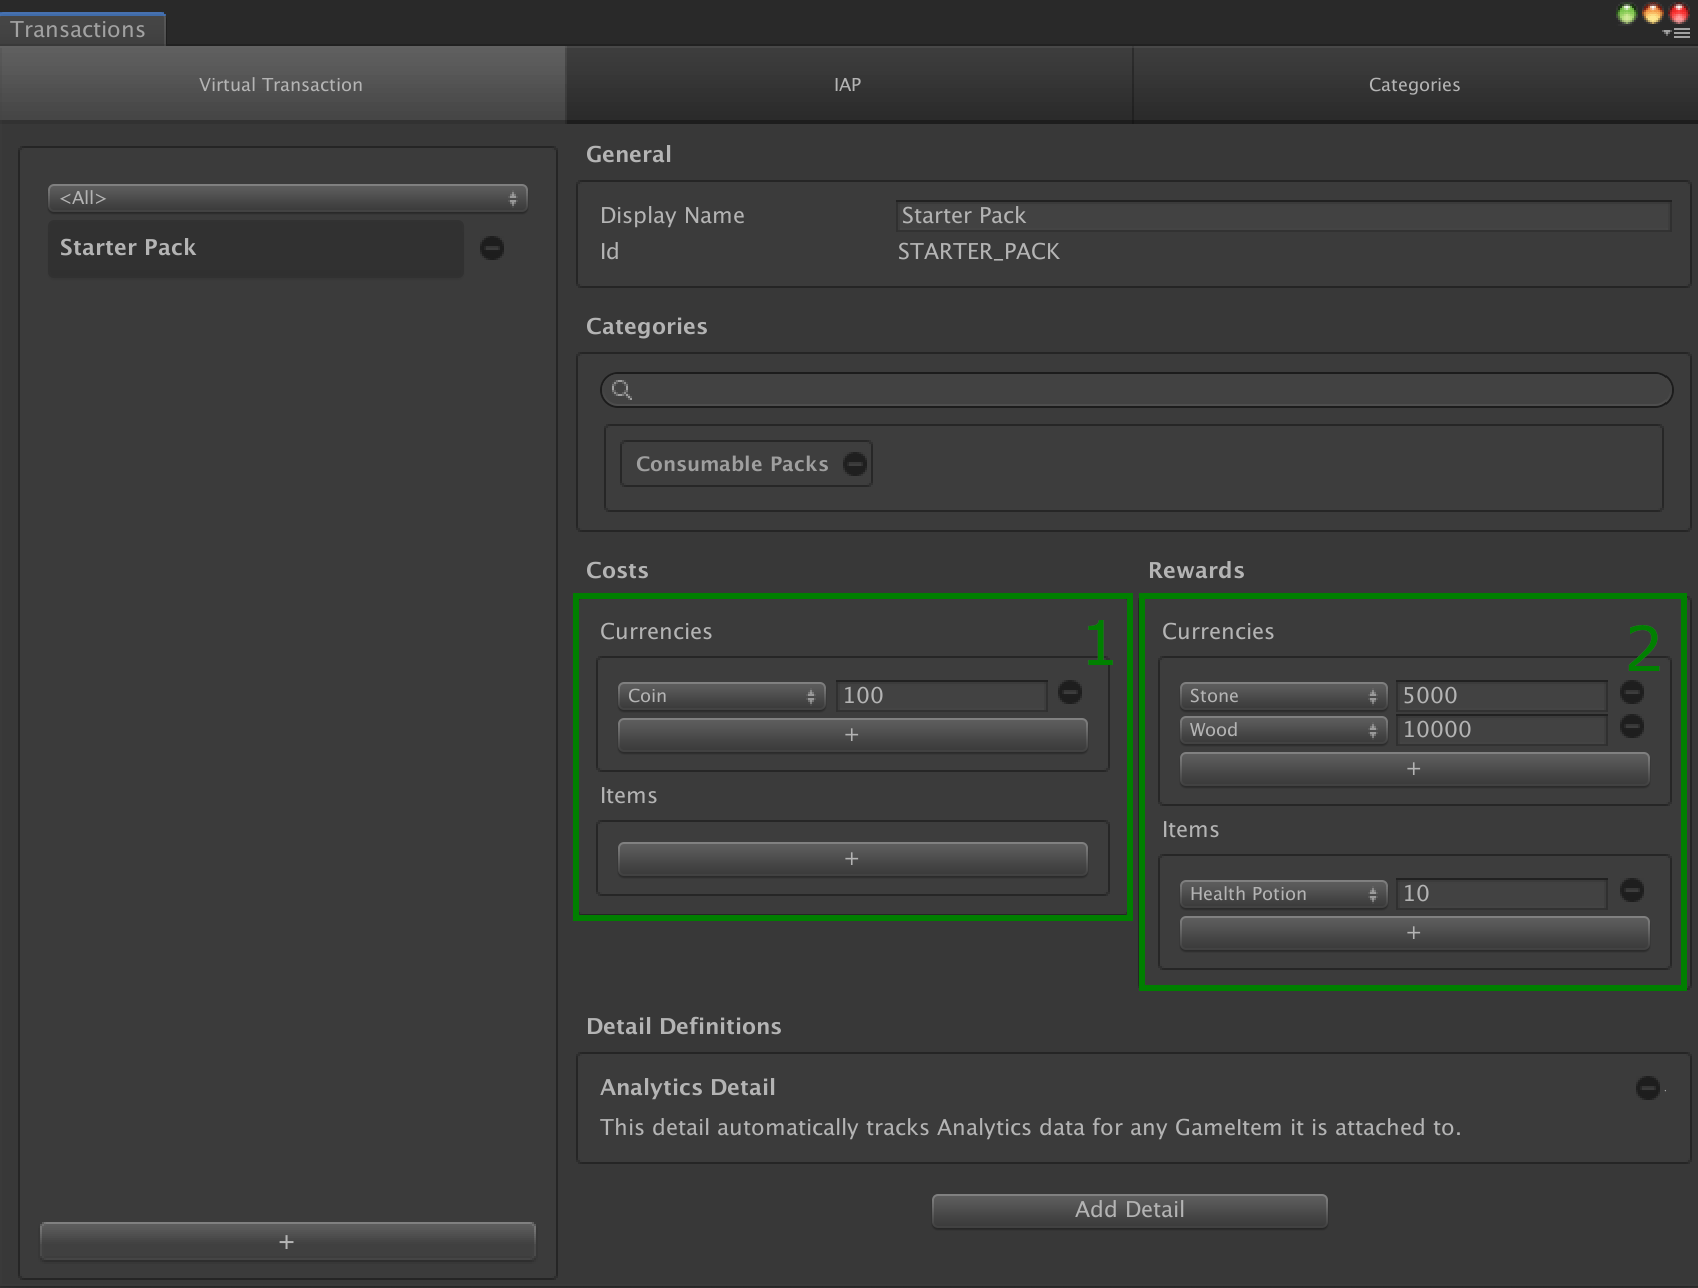 Transactions
Virtual Transaction
IAP
Categories
<All>
Starter Pack
+
General
Display Name
Starter Pack
Id
STARTER_PACK
Categories
Consumable Packs
Costs
1
Currencies
Coin
100
+
Items
+
Rewards
2
Currencies
Stone
5000
Wood
10000
+
Items
Health Potion
10
+
Detail Definitions
Analytics Detail
This detail automatically tracks Analytics data for any GameItem it is attached to.
Add Detail